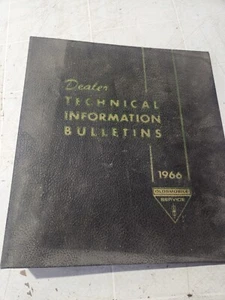 Dealer
TECHNICAL
INFORMATION
BULLETINS
1966
OLDSMOBILE
SERVICE